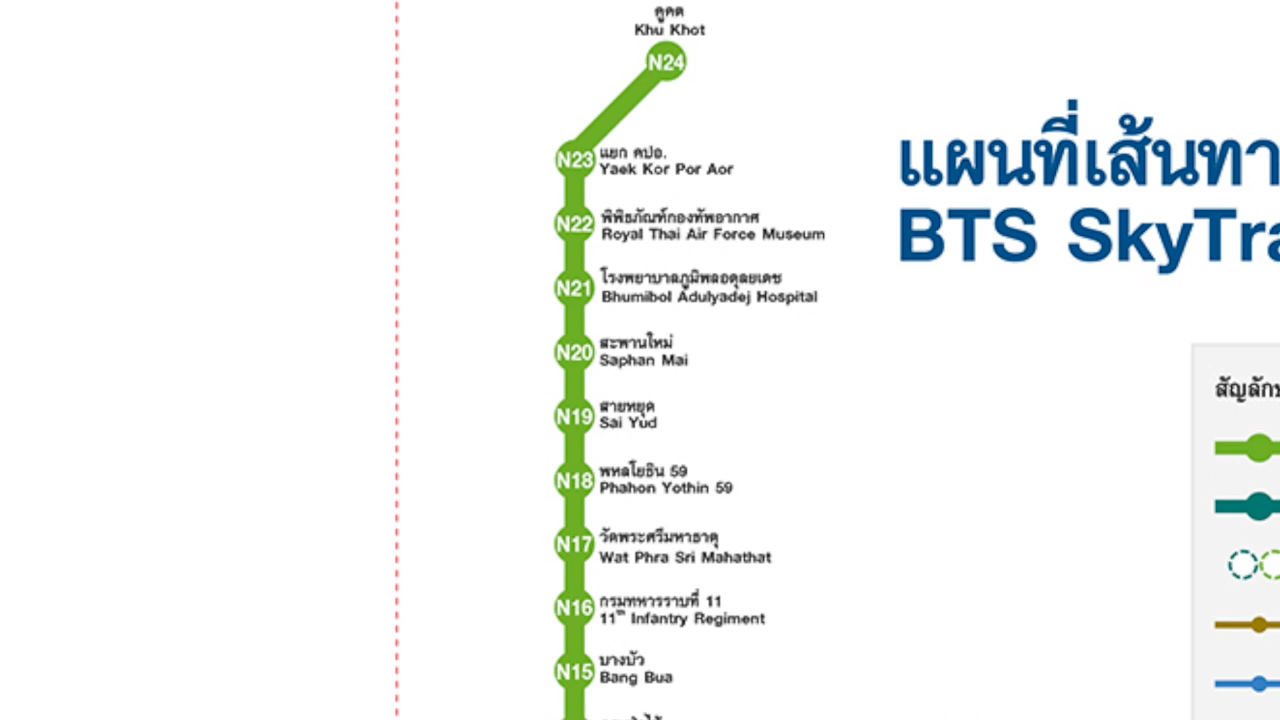 คูคต
Khu Khot
N24
N23
แยก คปอ.
Yaek Kor Por Aor
N22
พิพิธภัณฑ์กองทัพอากาศ
Royal Thai Air Force Museum
N21
โรงพยาบาลภูมิพลอดุลยเดช
Bhumibol Adulyadej Hospital
N20
สะพานใหม่
Saphan Mai
N19
สายหยุด
Sai Yud
N18
พหลโยธิน 59
Phahon Yothin 59
N17
วัดพระศรีมหาธาตุ
Wat Phra Sri Mahathat
N16
กรมทหารราบที่ 11
11th Infantry Regiment
N15
บางบัว
Bang Bua
แผนที่เส้นทา
BTS SkyTra
สัญลักษ